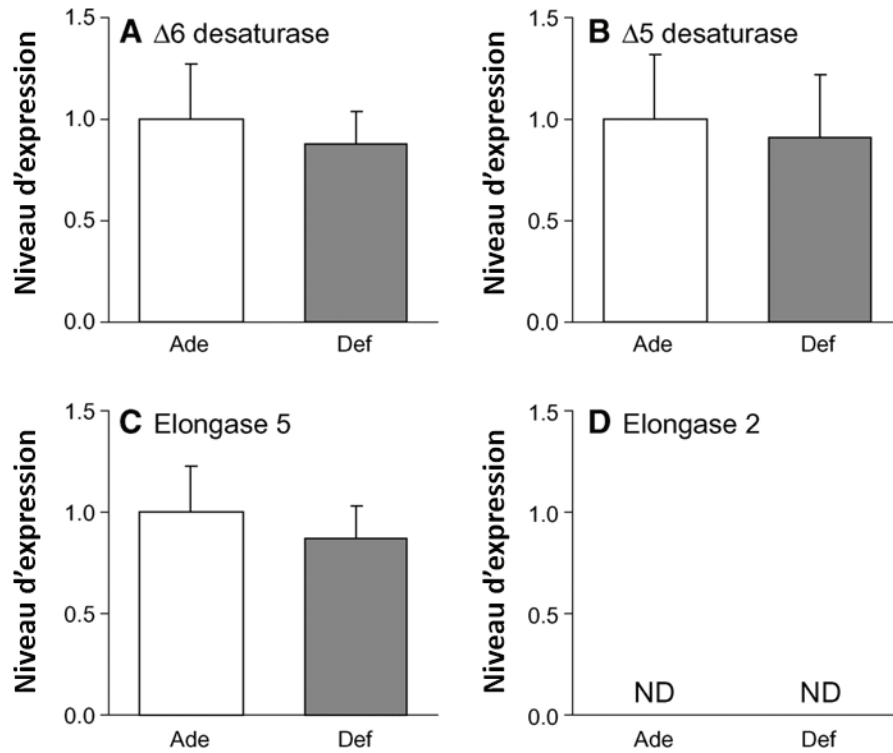 A Δ6 desaturase
Niveau d'expression
1.5
1.0
0.5
0.0
Ade Def
B Δ5 desaturase
Niveau d'expression
1.5
1.0
0.5
0.0
Ade Def
C Elongase 5
Niveau d'expression
1.5
1.0
0.5
0.0
Ade Def
D Elongase 2
Niveau d'expression
1.5
1.0
0.5
0.0
ND ND
Ade Def